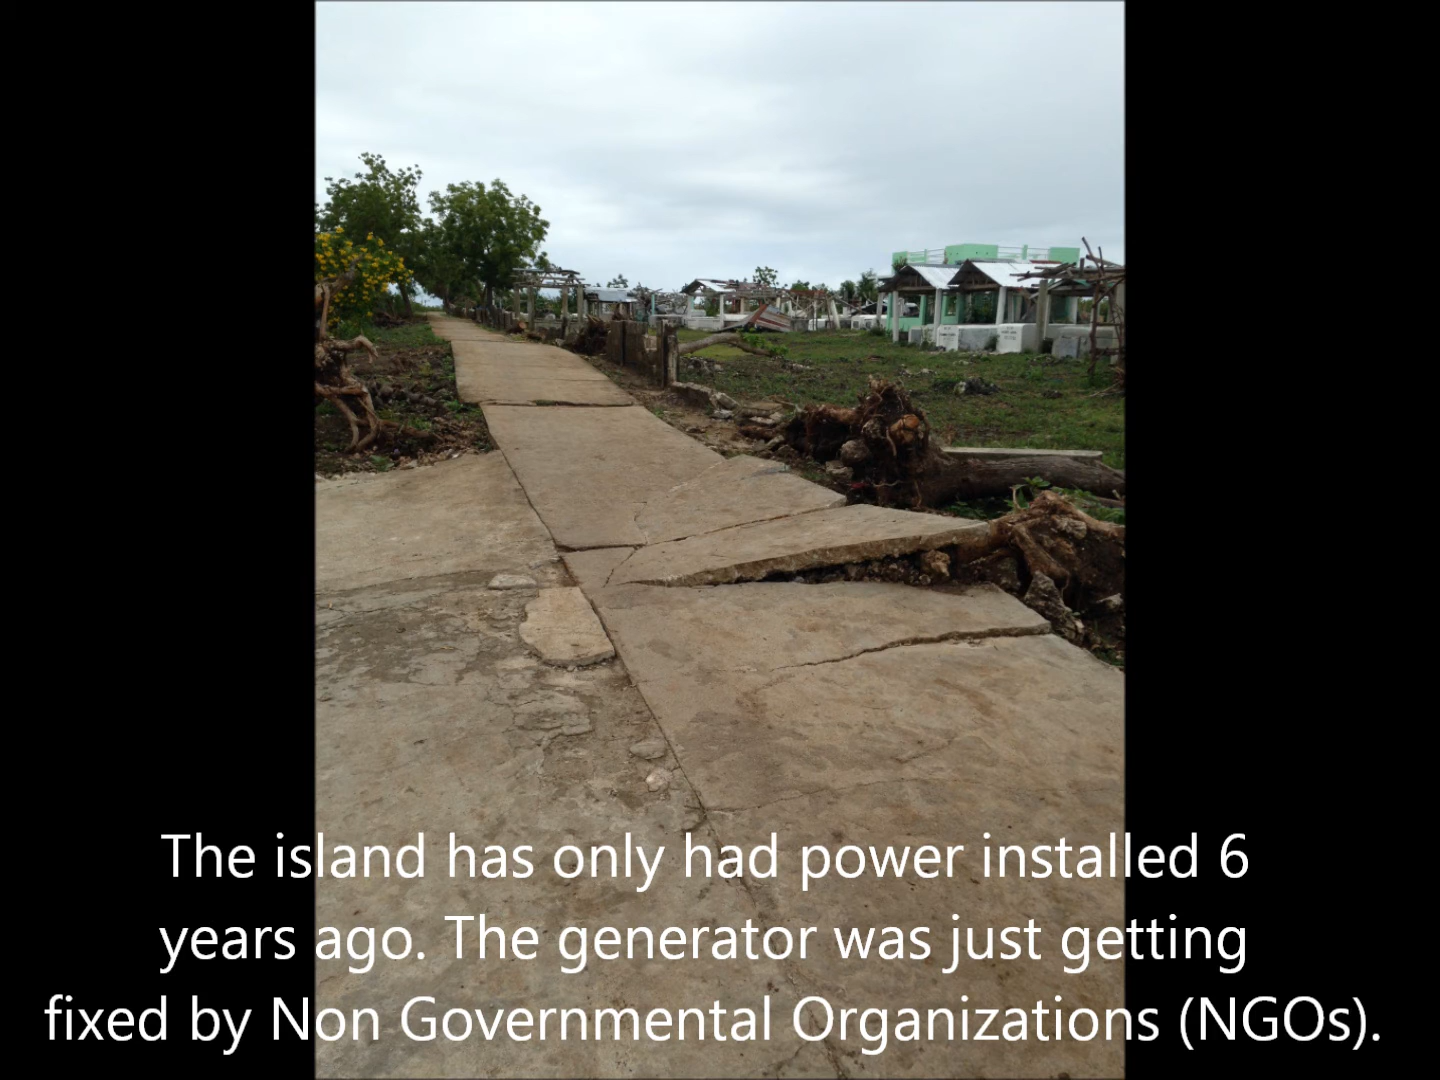 The island has only had power installed 6
years ago. The generator was just getting
fixed by Non Governmental Organizations (NGOs).